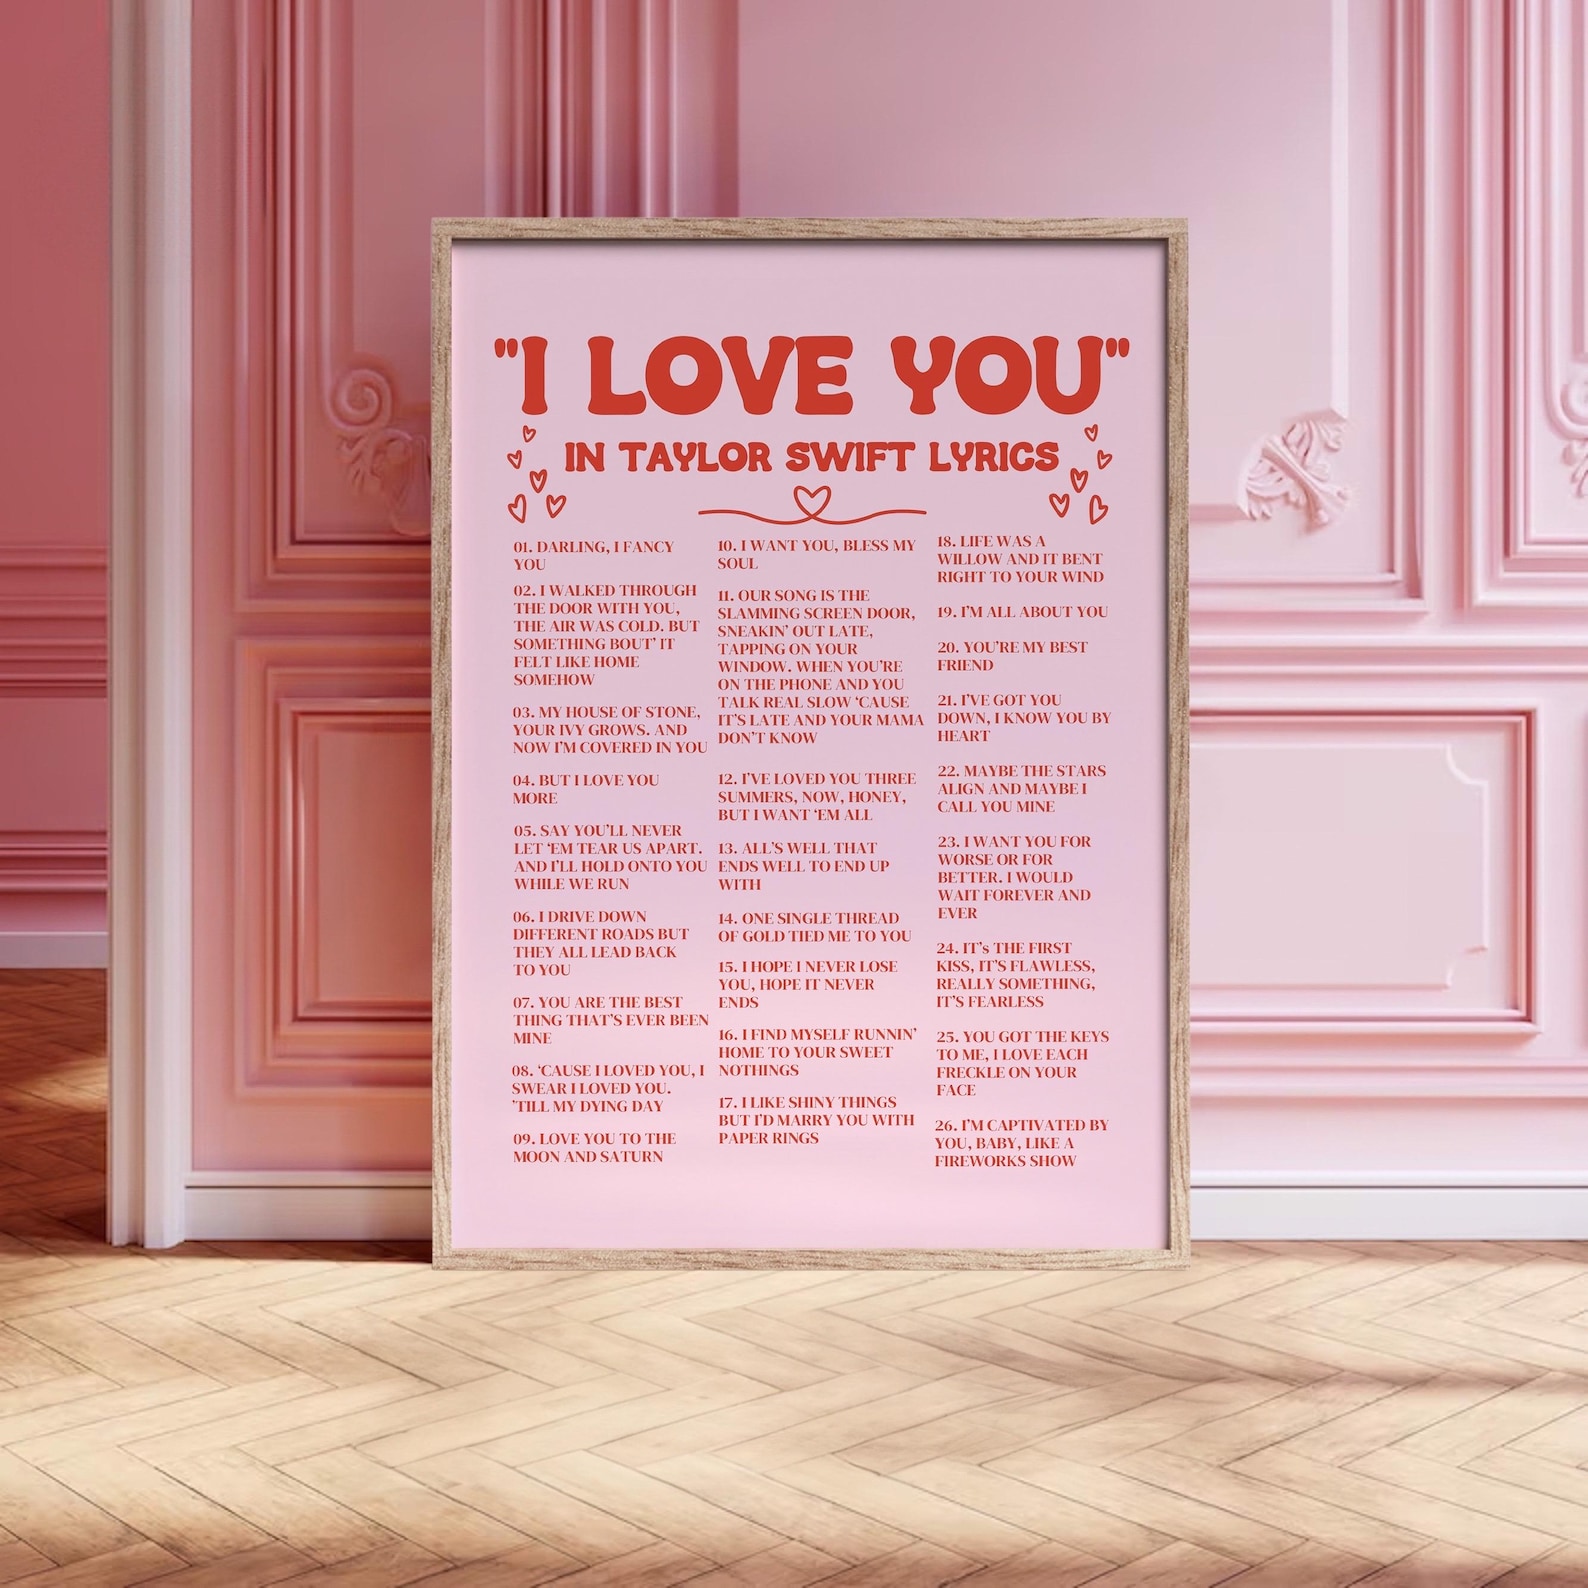 "I LOVE YOU"
IN TAYLOR SWIFT LYRICS
01. DARLING, I FANCY
YOU
02. I WALKED THROUGH
THE DOOR WITH YOU,
THE AIR WAS COLD. BUT
SOMETHING BOUT' IT
FELT LIKE HOME
SOMEHOW
03. MY HOUSE OF STONE,
YOUR IVY GROWS. AND
NOW I'M COVERED IN YOU
04. BUT I LOVE YOU
MORE
05. SAY YOU'LL NEVER
LET 'EM TEAR US APART.
AND I'LL HOLD ONTO YOU
WHILE WE RUN
06. I DRIVE DOWN
DIFFERENT ROADS BUT
THEY ALL LEAD BACK
TO YOU
07. YOU ARE THE BEST
THING THAT'S EVER BEEN
MINE
08. 'CAUSE I LOVED YOU, I
SWEAR I LOVED YOU.
'TILL MY DYING DAY
09. LOVE YOU TO THE
MOON AND SATURN
10. I WANT YOU, BLESS MY
SOUL
11. OUR SONG IS THE
SLAMMING SCREEN DOOR,
SNEAKIN' OUT LATE,
TAPPING ON YOUR
WINDOW. WHEN YOU'RE
ON THE PHONE AND YOU
TALK REAL SLOW 'CAUSE
IT'S LATE AND YOUR MAMA
DON'T KNOW
12. I'VE LOVED YOU THREE
SUMMERS, NOW, HONEY,
BUT I WANT 'EM ALL
13. ALL'S WELL THAT
ENDS WELL TO END UP
WITH
14. ONE SINGLE THREAD
OF GOLD TIED ME TO YOU
15. I HOPE I NEVER LOSE
YOU, HOPE IT NEVER
ENDS
16. I FIND MYSELF RUNNIN'
HOME TO YOUR SWEET
NOTHINGS
17. I LIKE SHINY THINGS
BUT I'D MARRY YOU WITH
PAPER RINGS
18. LIFE WAS A
WILLOW AND IT BENT
RIGHT TO YOUR WIND
19. I'M ALL ABOUT YOU
20. YOU'RE MY BEST
FRIEND
21. I'VE GOT YOU
DOWN, I KNOW YOU BY
HEART
22. MAYBE THE STARS
ALIGN AND MAYBE I
CALL YOU MINE
23. I WANT YOU FOR
WORSE OR FOR
BETTER. I WOULD
WAIT FOREVER AND
EVER
24. IT's THE FIRST
KISS, IT'S FLAWLESS,
REALLY SOMETHING,
IT'S FEARLESS
25. YOU GOT THE KEYS
TO ME, I LOVE EACH
FRECKLE ON YOUR
FACE
26. I'M CAPTIVATED BY
YOU, BABY, LIKE A
FIREWORKS SHOW